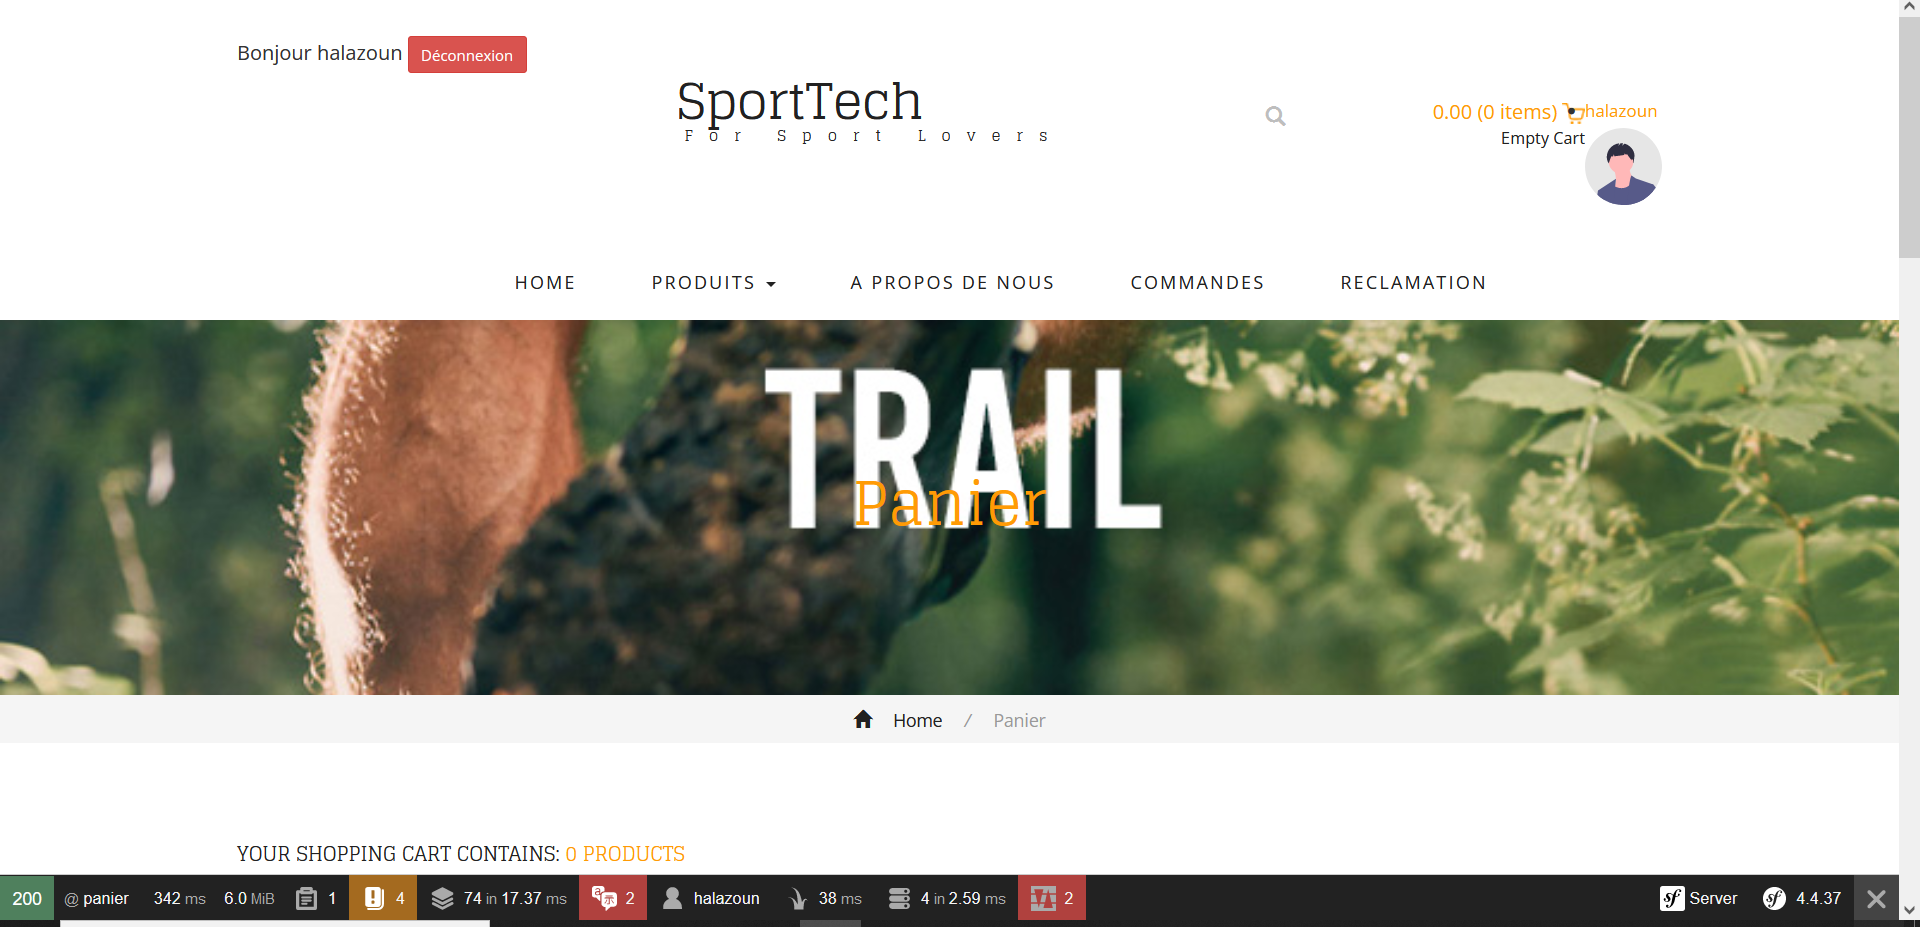 Bonjour halazoun Déconnexion
SportTech
For Sport Lovers
0.00 (0 items) halazoun
Empty Cart
HOME PRODUITS A PROPOS DE NOUS COMMANDES RECLAMATION
TRAIL
Panier
Home / Panier
YOUR SHOPPING CART CONTAINS: 0 PRODUCTS
200 @ panier 342 ms 6.0 MiB 1 4 74 in 17.37 ms 2 halazoun 38 ms 4 in 2.59 ms 2 sf Server sf 4.4.37